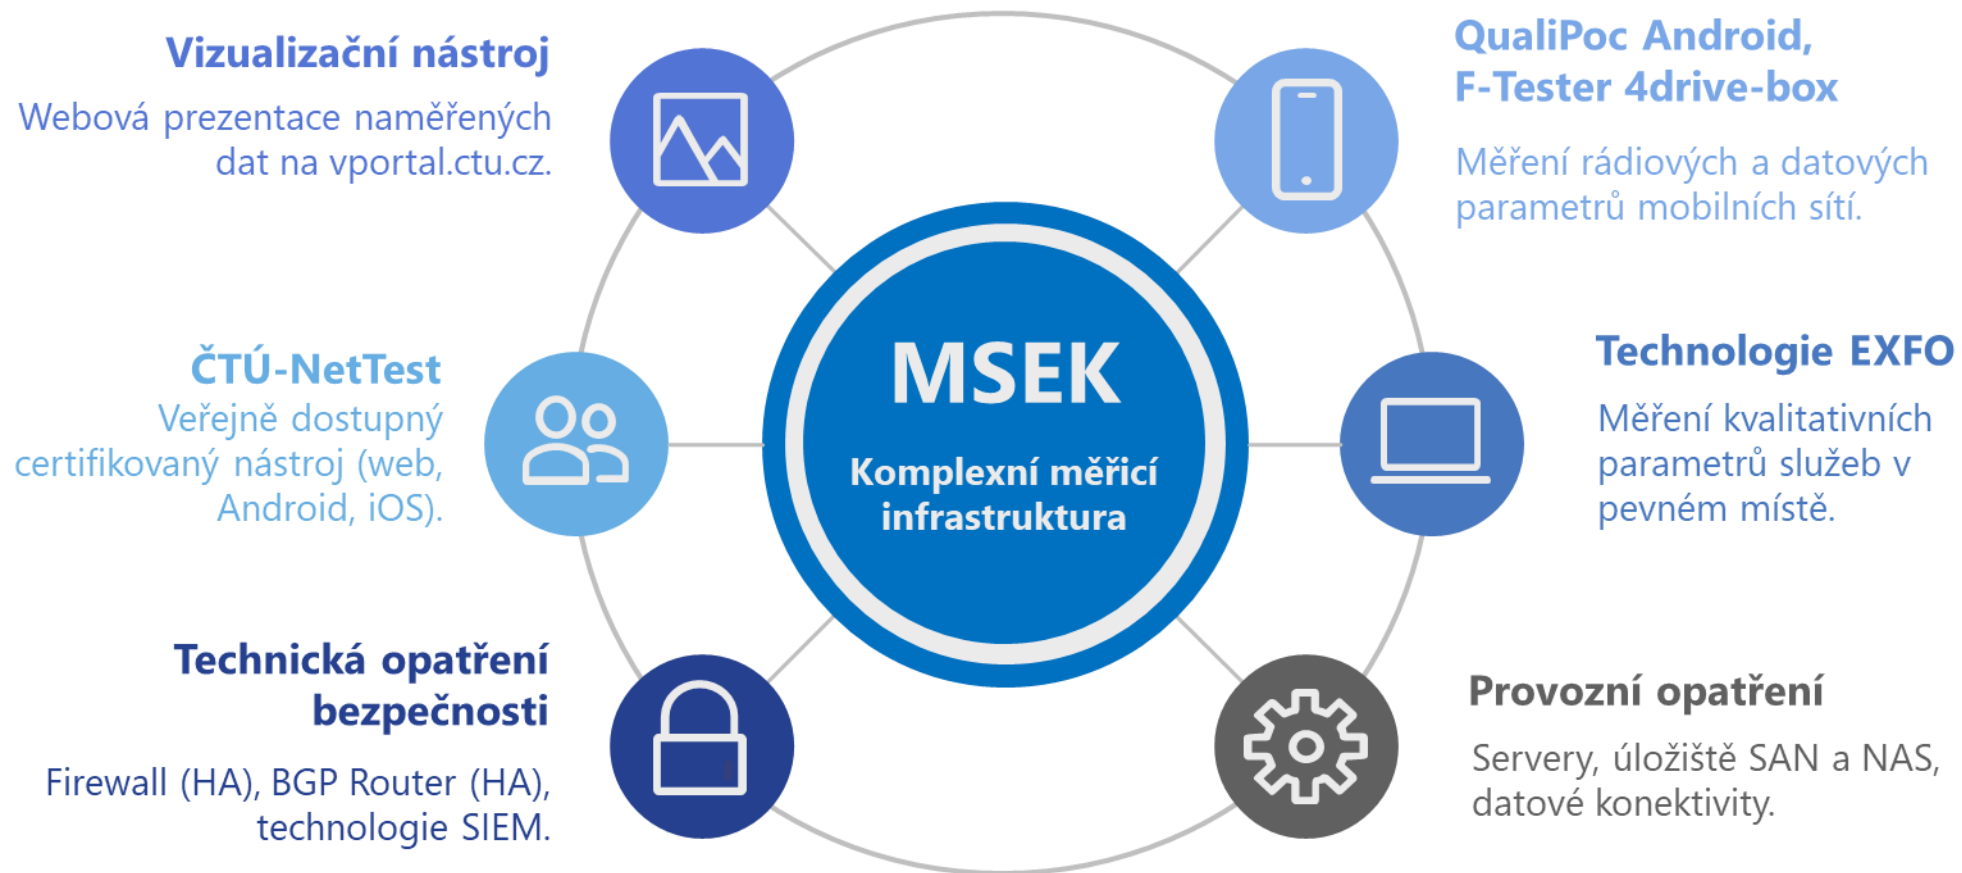 Vizualizační nástroj
Webová prezentace naměřených
dat na vportal.ctu.cz.
QualiPoc Android,
F-Tester 4drive-box
Měření rádiových a datových
parametrů mobilních sítí.
ČTÚ-NetTest
Veřejně dostupný
certifikovaný nástroj (web,
Android, iOS).
MSEK
Komplexní měřicí
infrastruktura
Technologie EXFO
Měření kvalitativních
parametrů služeb v
pevném místě.
Technická opatření
bezpečnosti
Firewall (HA), BGP Router (HA),
technologie SIEM.
Provozní opatření
Servery, úložiště SAN a NAS,
datové konektivity.